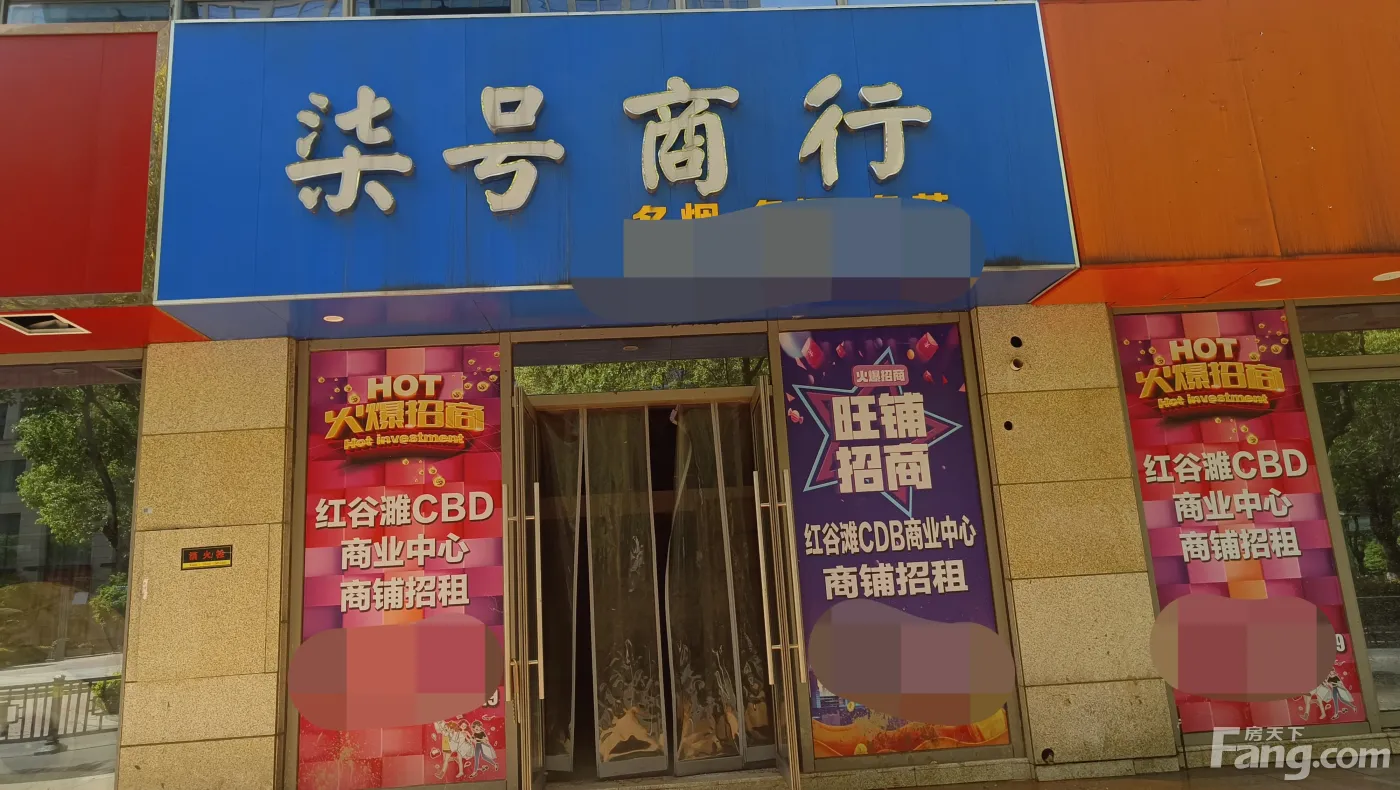 柒号商行
HOT
火爆招商
Hot investment
红谷滩CBD
商业中心
商铺招租
火爆招商
旺铺
招商
红谷滩CDB商业中心
商铺招租
HOT
火爆招商
Hot investment
红谷滩CBD
商业中心
商铺招租
9
9
房天下
Fang.com